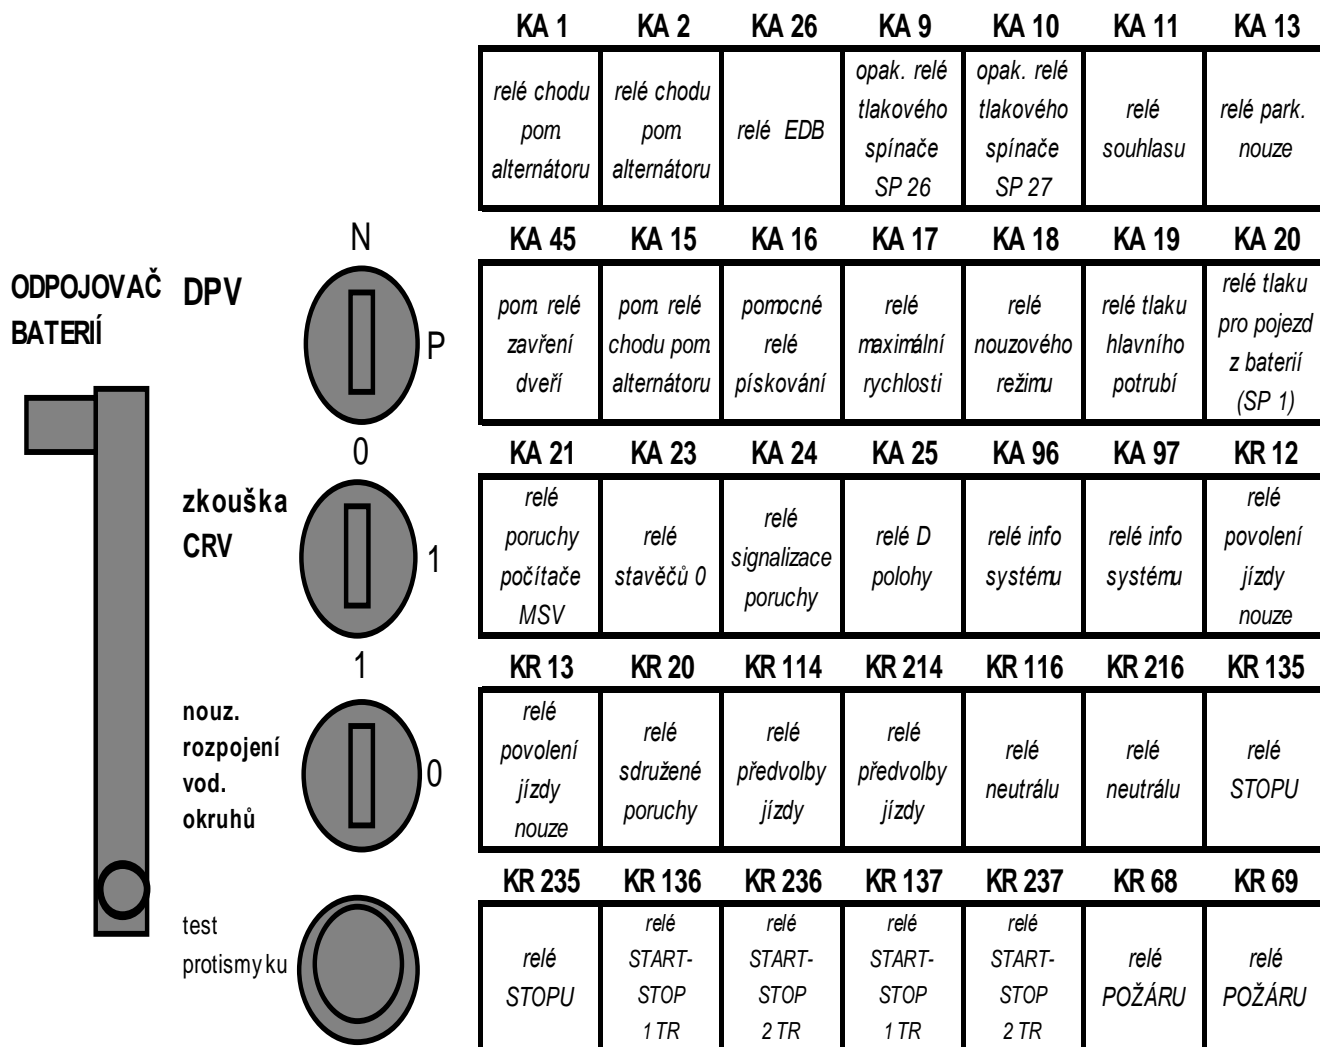 KA 1 KA 2 KA 26 KA 9 KA 10 KA 11 KA 13
relé chodu
pom.
alternátoru
relé chodu
pom.
alternátoru
relé EDB
opak. relé
tlakového
spínače
SP 26
opak. relé
tlakového
spínače
SP 27
relé
souhlasu
relé park.
nouze
ODPOJOVAČ
BATERIÍ
DPV
N
P
0
KA 45 KA 15 KA 16 KA 17 KA 18 KA 19 KA 20
pom. relé
zavření
dveří
pom. relé
chodu pom.
alternátoru
pomocné
relé
pískování
relé
maximální
rychlosti
relé
nouzového
režimu
relé tlaku
hlavního
potrubí
relé tlaku
pro pojezd
z baterií
(SP 1)
zkouška
CRV
1
1
KA 21 KA 23 KA 24 KA 25 KA 96 KA 97 KR 12
relé
poruchy
počítače
MSV
relé
stavěčů 0
relé
signalizace
poruchy
relé D
polohy
relé info
systému
relé info
systému
relé
povolení
jízdy
nouze
nouz.
rozpojení
vod.
okruhů
0
KR 13 KR 20 KR 114 KR 214 KR 116 KR 216 KR 135
relé
povolení
jízdy
nouze
relé
sdružené
poruchy
relé
předvolby
jízdy
relé
předvolby
jízdy
relé
neutrálu
relé
neutrálu
relé
STOPU
test
protismyku
KR 235 KR 136 KR 236 KR 137 KR 237 KR 68 KR 69
relé
STOPU
relé
START-
STOP
1 TR
relé
START-
STOP
2 TR
relé
START-
STOP
1 TR
relé
START-
STOP
2 TR
relé
POŽÁRU
relé
POŽÁRU